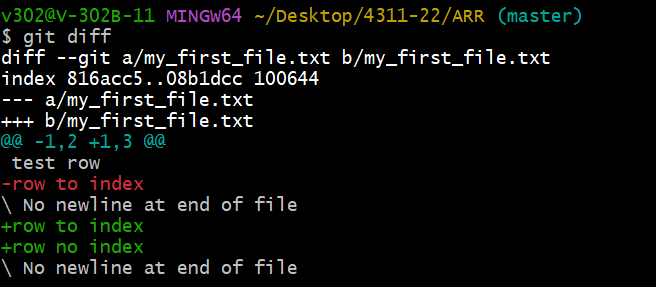 v302@V-302B-11 MINGW64 ~/Desktop/4311-22/ARR (master)
$ git diff
diff --git a/my_first_file.txt b/my_first_file.txt
index 816acc5..08b1dcc 100644
--- a/my_first_file.txt
+++ b/my_first_file.txt
@@ -1,2 +1,3 @@
 test row
-row to index
\ No newline at end of file
+row to index
+row no index
\ No newline at end of file